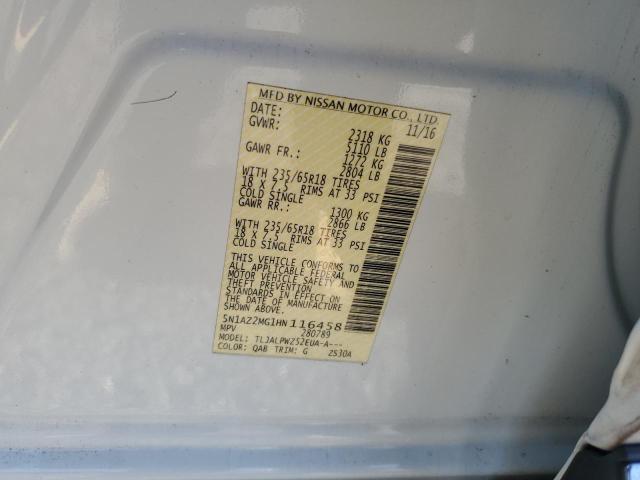 MFD BY NISSAN MOTOR CO., LTD.
DATE: 11/16
GVWR: 2318 KG
5110 LB
GAWR FR.: 1272 KG
2804 LB
WITH 235/65R18 TIRES
18 X 7.5 RIMS AT 33 PSI
COLD SINGLE
GAWR RR.: 1300 KG
2866 LB
WITH 235/65R18 TIRES
18 X 7.5 RIMS AT 33 PSI
COLD SINGLE
THIS VEHICLE CONFORMS TO
ALL APPLICABLE FEDERAL
MOTOR VEHICLE SAFETY AND
THEFT PREVENTION
STANDARDS IN EFFECT ON
THE DATE OF MANUFACTURE
5N1AZ2MG1HN116458
MPV 280789
MODEL: TLJALPWZ52EUA-A---
COLOR: QAB TRIM: G 2530A